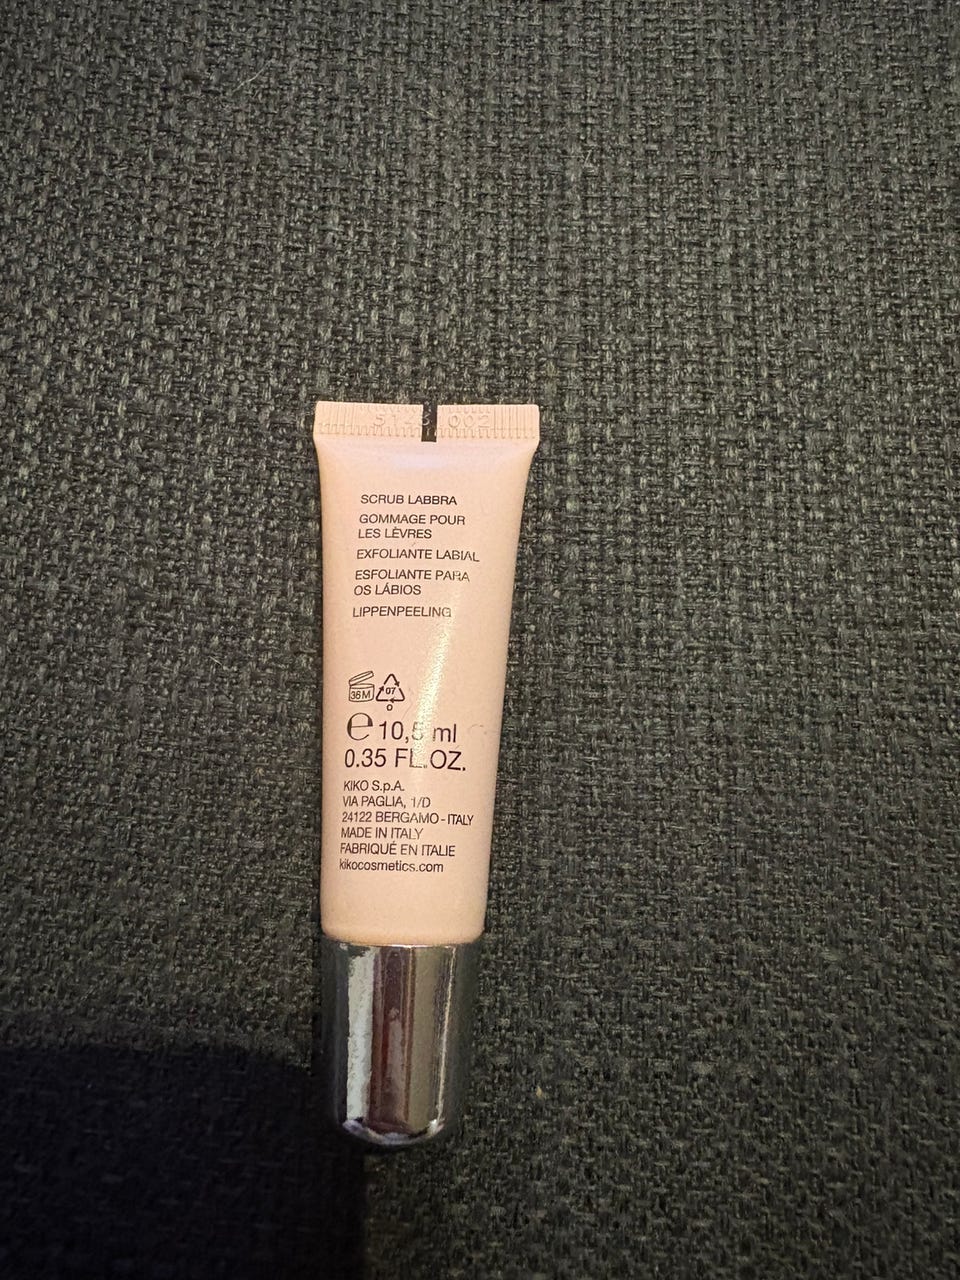 SCRUB LABBRA
GOMMAGE POUR
LES LÈVRES
EXFOLIANTE LABIAL
ESFOLIANTE PARA
OS LÁBIOS
LIPPENPEELING
36M
07
O
e 10,5 ml
0.35 FL.OZ.
KIKO S.p.A.
VIA PAGLIA, 1/D
24122 BERGAMO - ITALY
MADE IN ITALY
FABRIQUÉ EN ITALIE
kikocosmetics.com